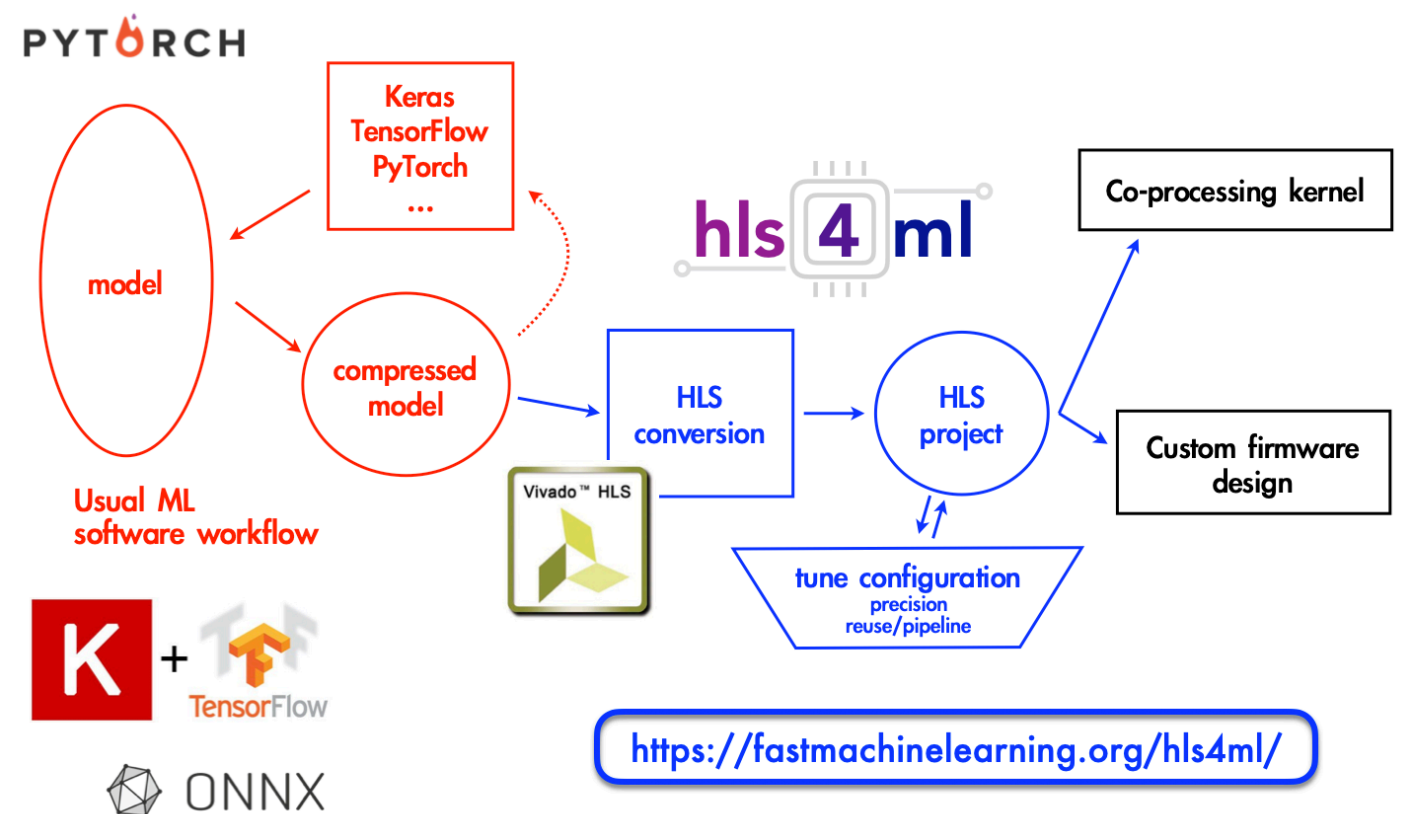 PYTORCH
Keras
TensorFlow
PyTorch
...
model
compressed
model
Usual ML
software workflow
hls 4 ml
HLS
conversion
Vivado™ HLS
HLS
project
tune configuration
precision
reuse/pipeline
Co-processing kernel
Custom firmware
design
K + TF
TensorFlow
ONNX
https://fastmachinelearning.org/hls4ml/